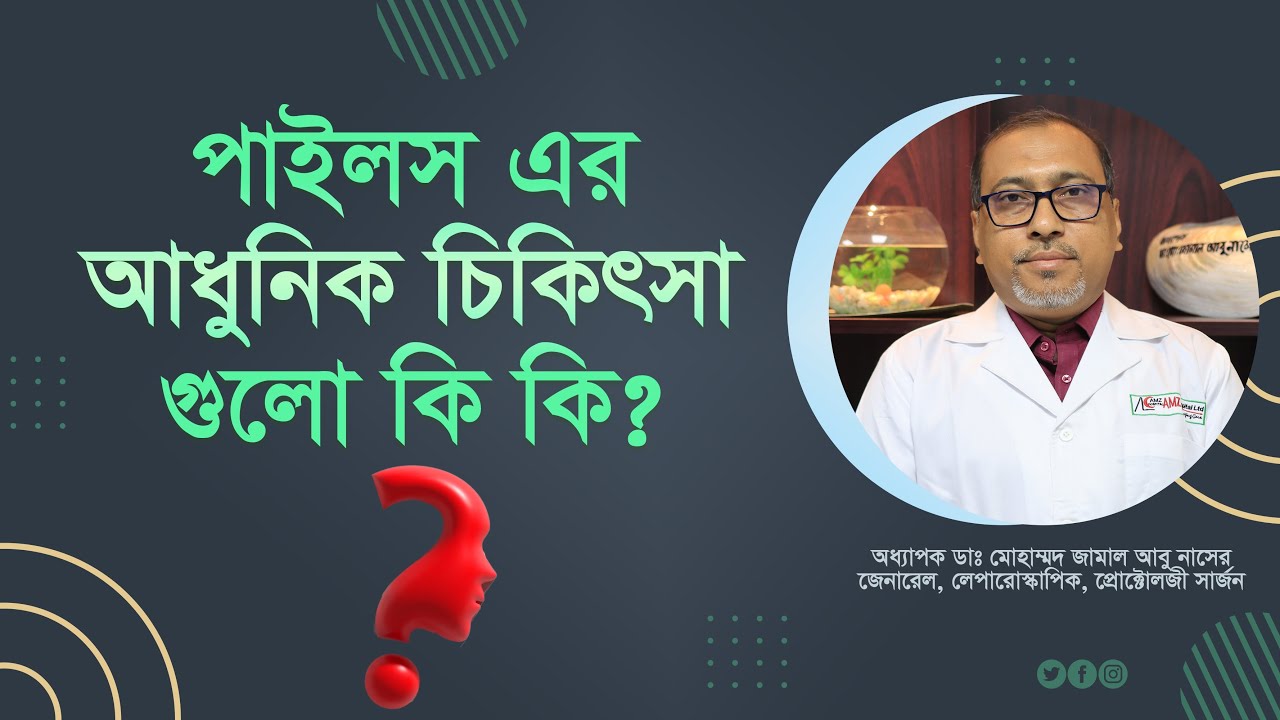 পাইলস এর
আধুনিক চিকিৎসা
গুলো কি কি?
অধ্যাপক ডাঃ মোহাম্মদ জামাল আবু নাসের
জেনারেল, লেপারোস্কাপিক, প্রোক্টোলজী সার্জন